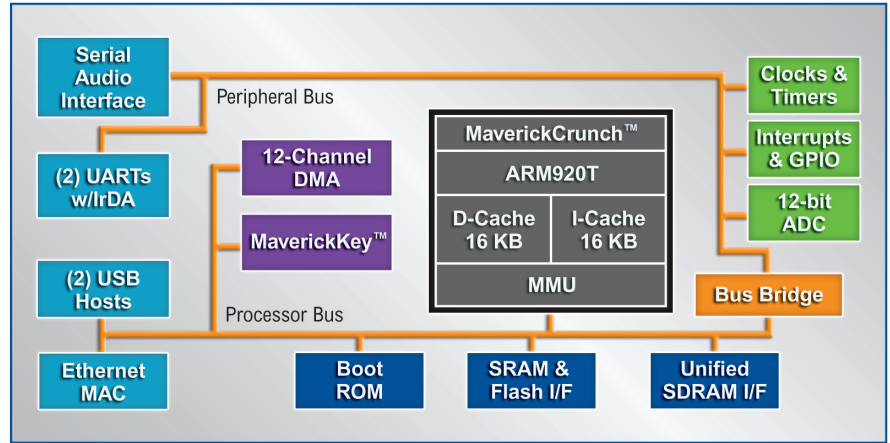 Serial
Audio
Interface
Peripheral Bus
Clocks &
Timers
(2) UARTs
w/IrDA
12-Channel
DMA
MaverickKey™
MaverickCrunch™
ARM920T
D-Cache
16 KB
I-Cache
16 KB
MMU
Interrupts
& GPIO
12-bit
ADC
(2) USB
Hosts
Processor Bus
Bus Bridge
Ethernet
MAC
Boot
ROM
SRAM &
Flash I/F
Unified
SDRAM I/F